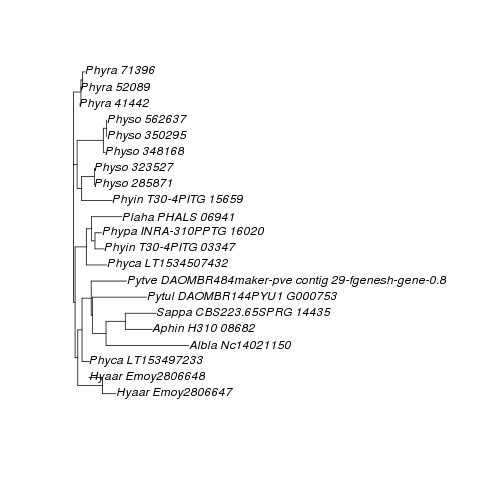 Phyra 71396
Phyra 52089
Phyra 41442
Physo 562637
Physo 350295
Physo 348168
Physo 323527
Physo 285871
Phyin T30-4PITG 15659
Plaha PHALS 06941
Phypa INRA-310PPTG 16020
Phyin T30-4PITG 03347
Phyca LT1534507432
Pytve DAOMBR484maker-pve contig 29-fgenesh-gene-0.8
Pytul DAOMBR144PYU1 G000753
Sappa CBS223.65SPRG 14435
Aphin H310 08682
Albla Nc14021150
Phyca LT153497233
Hyaar Emoy2806648
Hyaar Emoy2806647